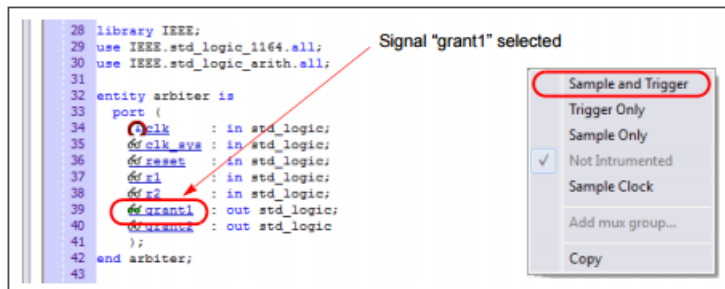 28 library IEEE;
29 use IEEE.std_logic_1164.all;
30 use IEEE.std_logic_arith.all;
31
32 entity arbiter is
33 port (
34 clk : in std_logic;
35 clk_sys : in std_logic;
36 reset : in std_logic;
37 r1 : in std_logic;
38 r2 : in std_logic;
39 grant1 : out std_logic;
40 grant2 : out std_logic
41 );
42 end arbiter;
43
Signal “grant1” selected
Sample and Trigger
Trigger Only
Sample Only
Not Intrumented
Sample Clock
Add mux group...
Copy